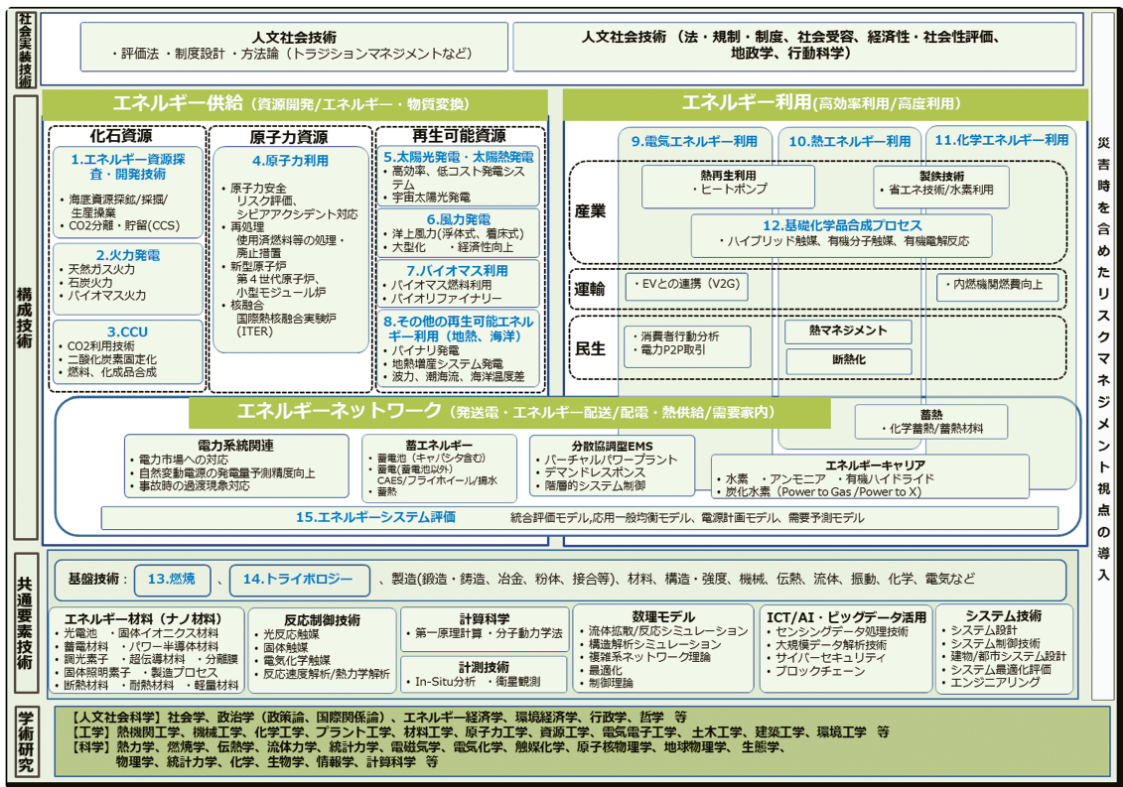 社会実装技術
人文社会技術
・評価法 ・制度設計 ・方法論（トラジションマネジメントなど）
人文社会技術 （法・規制・制度、社会受容、経済性・社会性評価、
地政学、行動科学）
災害時を含めたリスクマネジメント視点の導入
構成技術
エネルギー供給（資源開発/エネルギー・物質変換）
化石資源
1.エネルギー資源探
査・開発技術
• 海底資源探鉱/採掘/
生産操業
• CO2分離・貯留(CCS)
2.火力発電
• 天然ガス火力
• 石炭火力
• バイオマス火力
3.CCU
• CO2利用技術
• 二酸化炭素固定化
• 燃料、化成品合成
原子力資源
4.原子力利用
• 原子力安全
リスク評価、
シビアアクシデント対応
• 再処理
使用済燃料等の処理・
廃止措置
• 新型原子炉
第４世代原子炉、
小型モジュール炉
• 核融合
国際熱核融合実験炉
(ITER)
再生可能資源
5.太陽光発電・太陽熱発電
• 高効率、低コスト発電シス
テム
• 宇宙太陽光発電
6.風力発電
• 洋上風力(浮体式、着床式)
• 大型化 ・経済性向上
7.バイオマス利用
• バイオマス燃料利用
• バイオリファイナリー
8.その他の再生可能エネル
ギー利用（地熱、海洋）
• バイナリ発電
• 地熱増産システム発電
• 波力、潮海流、海洋温度差
エネルギー利用(高効率利用/高度利用）
9.電気エネルギー利用
10.熱エネルギー利用
11.化学エネルギー利用
産業
熱再生利用
・ヒートポンプ
製鉄技術
・省エネ技術/水素利用
12.基礎化学品合成プロセス
・ハイブリッド触媒、有機分子触媒、有機電解反応
運輸
・EVとの連携（V2G）
・内燃機関燃費向上
民生
・消費者行動分析
・電力P2P取引
熱マネジメント
断熱化
エネルギーネットワーク（発送電・エネルギー配送/配電・熱供給/需要家内）
蓄熱
・化学蓄熱/蓄熱材料
電力系統関連
• 電力市場への対応
• 自然変動電源の発電量予測精度向上
• 事故時の過渡現象対応
蓄エネルギー
• 蓄電池（キャパシタ含む）
• 蓄電(蓄電池以外)
CAES/フライホイール/揚水
• 蓄熱
分散協調型EMS
• バーチャルパワープラント
• デマンドレスポンス
• 階層的システム制御
エネルギーキャリア
• 水素 ・アンモニア ・有機ハイドライド
• 炭化水素（Power to Gas /Power to X）
15.エネルギーシステム評価 統合評価モデル,応用一般均衡モデル、電源計画モデル、需要予測モデル
共通要素技術
基盤技術： 13.燃焼 、 14.トライボロジー 、製造(鍛造・鋳造、冶金、粉体、接合等)、材料、構造・強度、機械、伝熱、流体、振動、化学、電気など
エネルギー材料（ナノ材料）
• 光電池 ・固体イオニクス材料
• 蓄電材料 ・パワー半導体材料
• 調光素子 ・超伝導材料 ・分離膜
• 固体照明素子 ・製造プロセス
• 断熱材料 ・耐熱材料 ・軽量材料
反応制御技術
• 光反応触媒
• 固体触媒
• 電気化学触媒
• 反応速度解析/熱力学解析
計算科学
• 第一原理計算 ・分子動力学法
計測技術
• In-Situ分析 ・衛星観測
数理モデル
• 流体拡散/反応シミュレーション
• 構造解析シミュレーション
• 複雑系ネットワーク理論
• 最適化
• 制御理論
ICT/AI・ビッグデータ活用
• センシングデータ処理技術
• 大規模データ解析技術
• サイバーセキュリティ
• ブロックチェーン
システム技術
• システム設計
• システム制御技術
• 建物/都市システム設計
• システム最適化評価
• エンジニアリング
学術研究
【人文社会科学】社会学、政治学（政策論、国際関係論）、エネルギー経済学、環境経済学、行政学、哲学 等
【工学】熱機関工学、機械工学、化学工学、プラント工学、材料工学、原子力工学、資源工学、電気電子工学、土木工学、建築工学、環境工学 等
【科学】熱力学、燃焼学、伝熱学、流体力学、統計力学、電磁気学、電気化学、触媒化学、原子核物理学、地球物理学、生態学、
物理学、統計力学、化学、生物学、情報学、計算科学 等